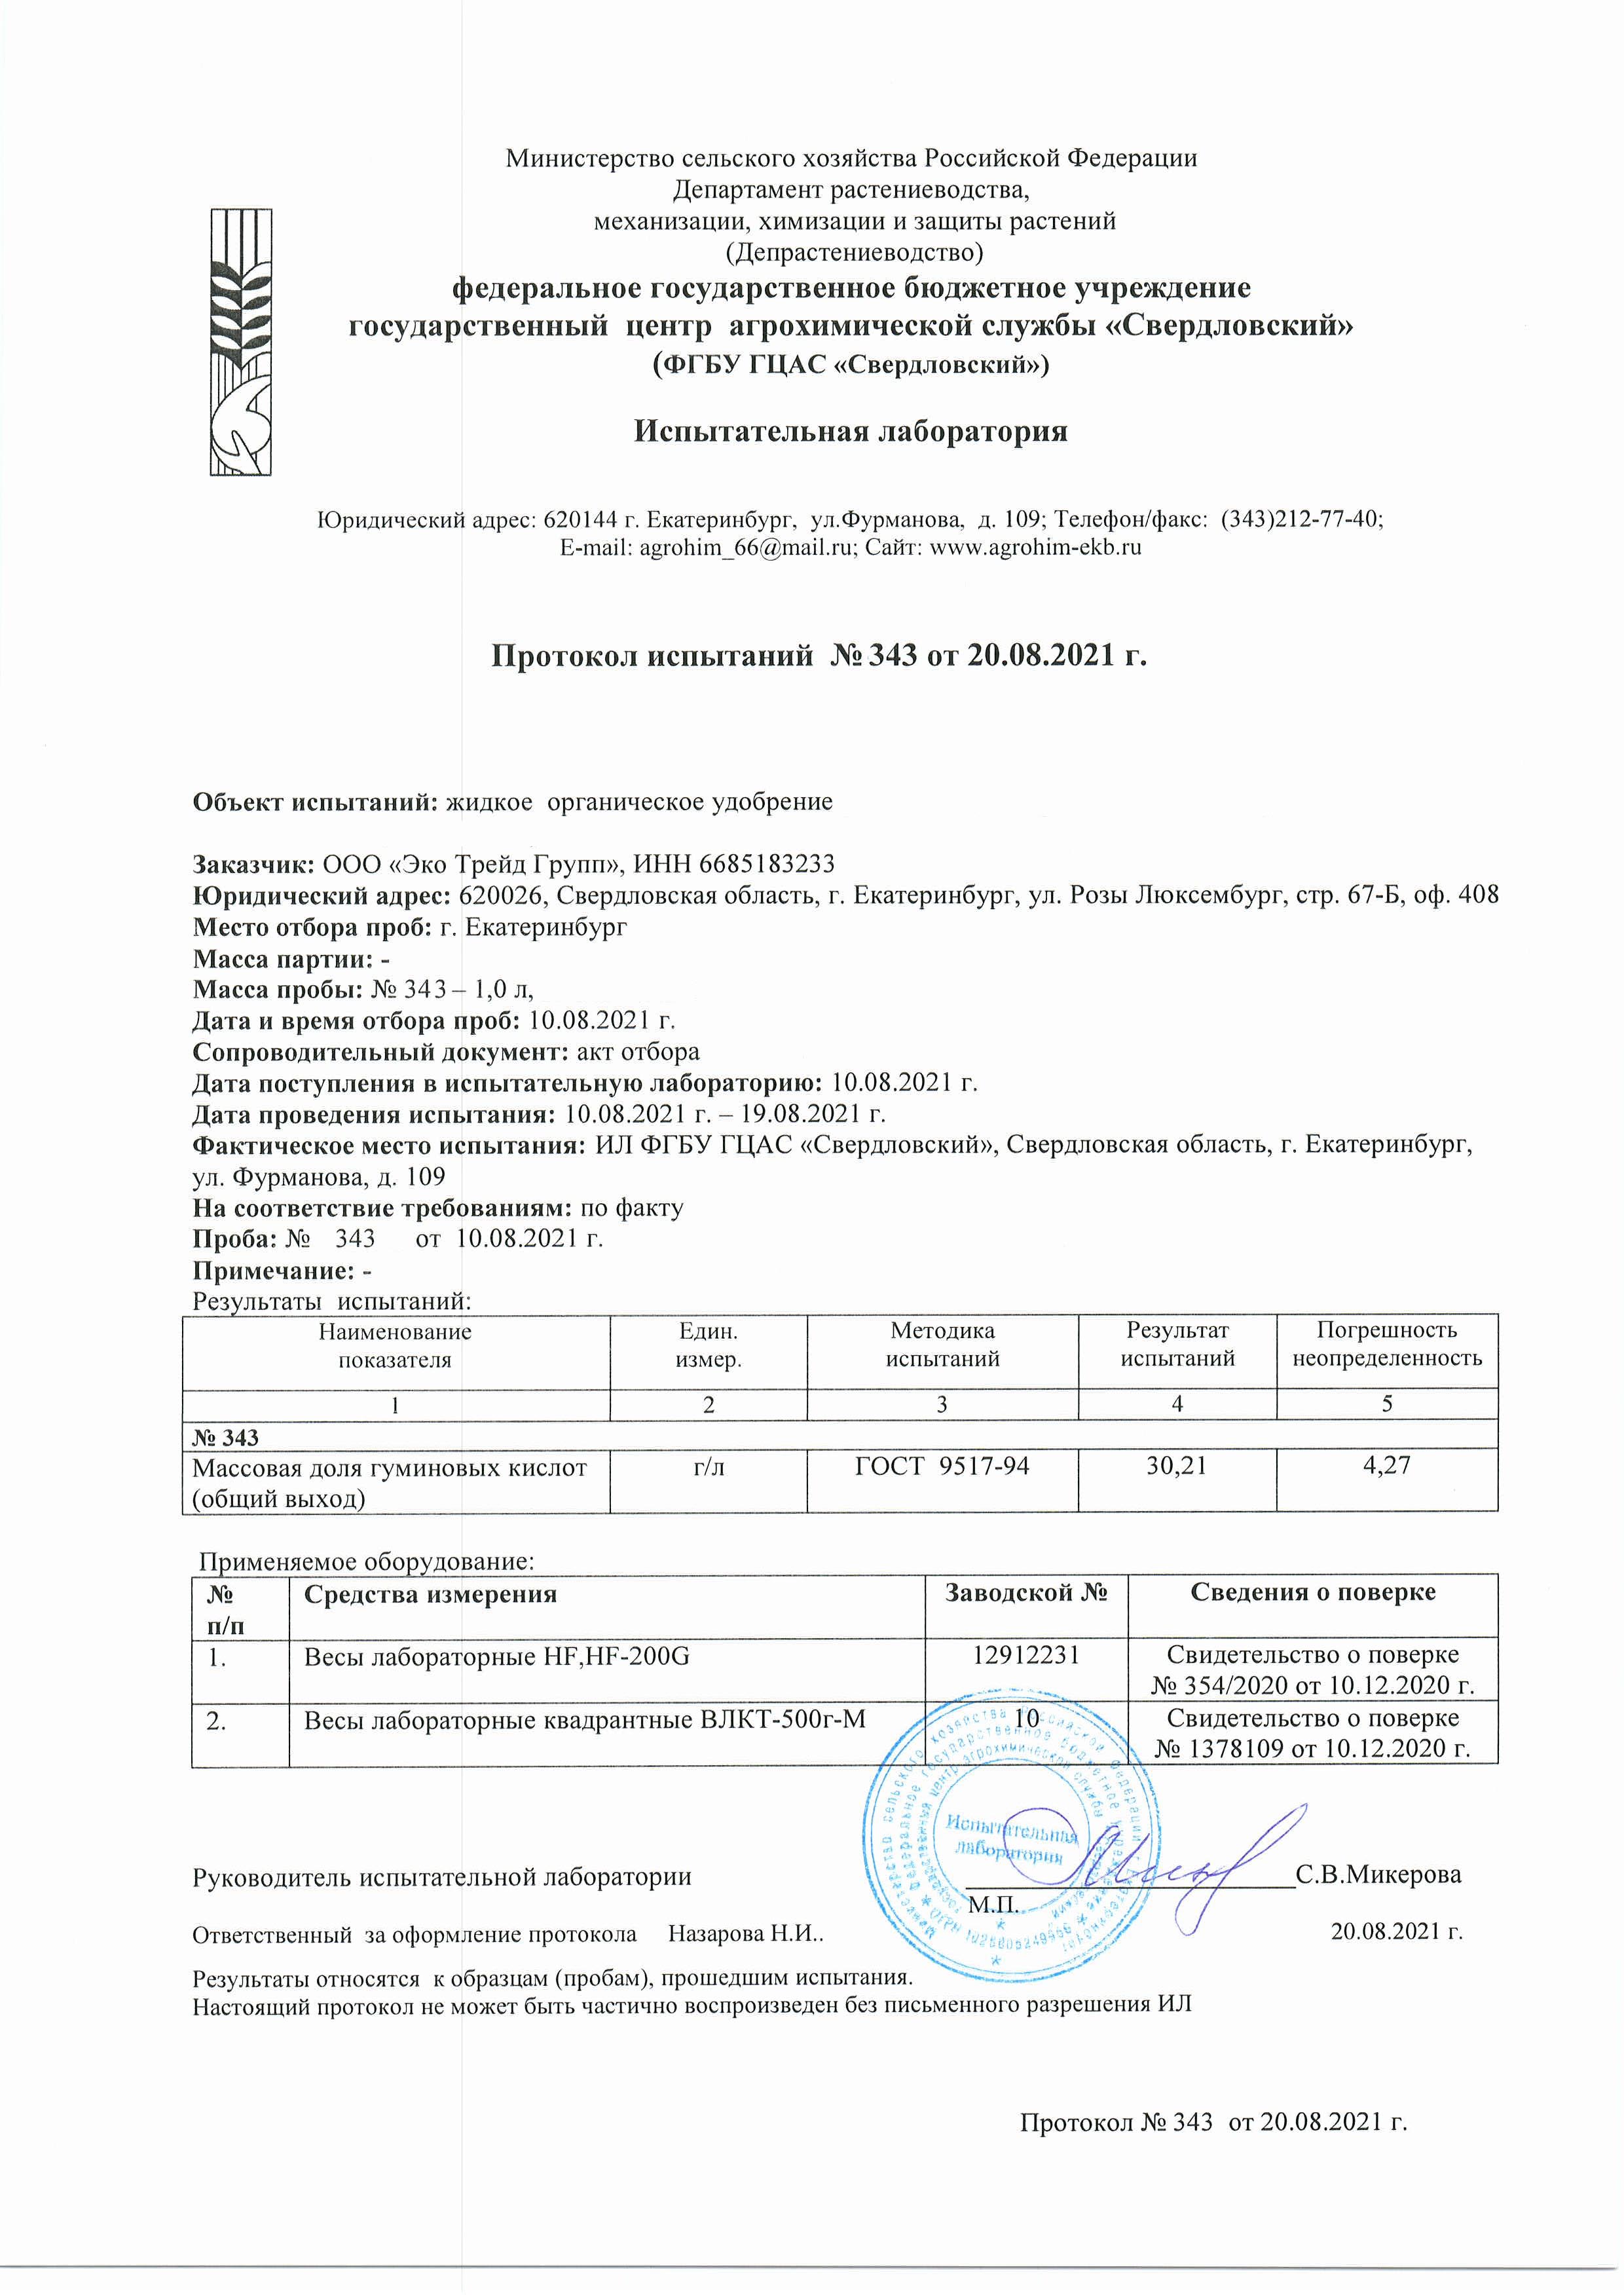 Министерство сельского хозяйства Российской Федерации
Департамент растениеводства,
механизации, химизации и защиты растений
(Депрастениеводство)
федеральное государственное бюджетное учреждение
государственный центр агрохимической службы «Свердловский»
(ФГБУ ГЦАС «Свердловский»)
Испытательная лаборатория
Юридический адрес: 620144 г. Екатеринбург, ул.Фурманова, д. 109; Телефон/факс: (343)212-77-40;
E-mail: agrohim_66@mail.ru; Сайт: www.agrohim-ekb.ru
Протокол испытаний № 343 от 20.08.2021 г.
Объект испытаний: жидкое органическое удобрение
Заказчик: ООО «Эко Трейд Групп», ИНН 6685183233
Юридический адрес: 620026, Свердловская область, г. Екатеринбург, ул. Розы Люксембург, стр. 67-Б, оф. 408
Место отбора проб: г. Екатеринбург
Масса партии: -
Масса пробы: № 343 – 1,0 л,
Дата и время отбора проб: 10.08.2021 г.
Сопроводительный документ: акт отбора
Дата поступления в испытательную лабораторию: 10.08.2021 г.
Дата проведения испытания: 10.08.2021 г. – 19.08.2021 г.
Фактическое место испытания: ИЛ ФГБУ ГЦАС «Свердловский», Свердловская область, г. Екатеринбург,
ул. Фурманова, д. 109
На соответствие требованиям: по факту
Проба: № 343 от 10.08.2021 г.
Примечание: -
Результаты испытаний:
Наименование показателя Един. измер. Методика испытаний Результат испытаний Погрешность неопределенность
1 2 3 4 5
№ 343
Массовая доля гуминовых кислот (общий выход) г/л ГОСТ 9517-94 30,21 4,27
Применяемое оборудование:
№ п/п Средства измерения Заводской № Сведения о поверке
1. Весы лабораторные HF,HF-200G 12912231 Свидетельство о поверке № 354/2020 от 10.12.2020 г.
2. Весы лабораторные квадрантные ВЛКТ-500г-М 10 Свидетельство о поверке № 1378109 от 10.12.2020 г.
Испытательная
лаборатория
Руководитель испытательной лаборатории С.В.Микерова
М.П.
Ответственный за оформление протокола Назарова Н.И.. 20.08.2021 г.
Результаты относятся к образцам (пробам), прошедшим испытания.
Настоящий протокол не может быть частично воспроизведен без письменного разрешения ИЛ
Протокол № 343 от 20.08.2021 г.